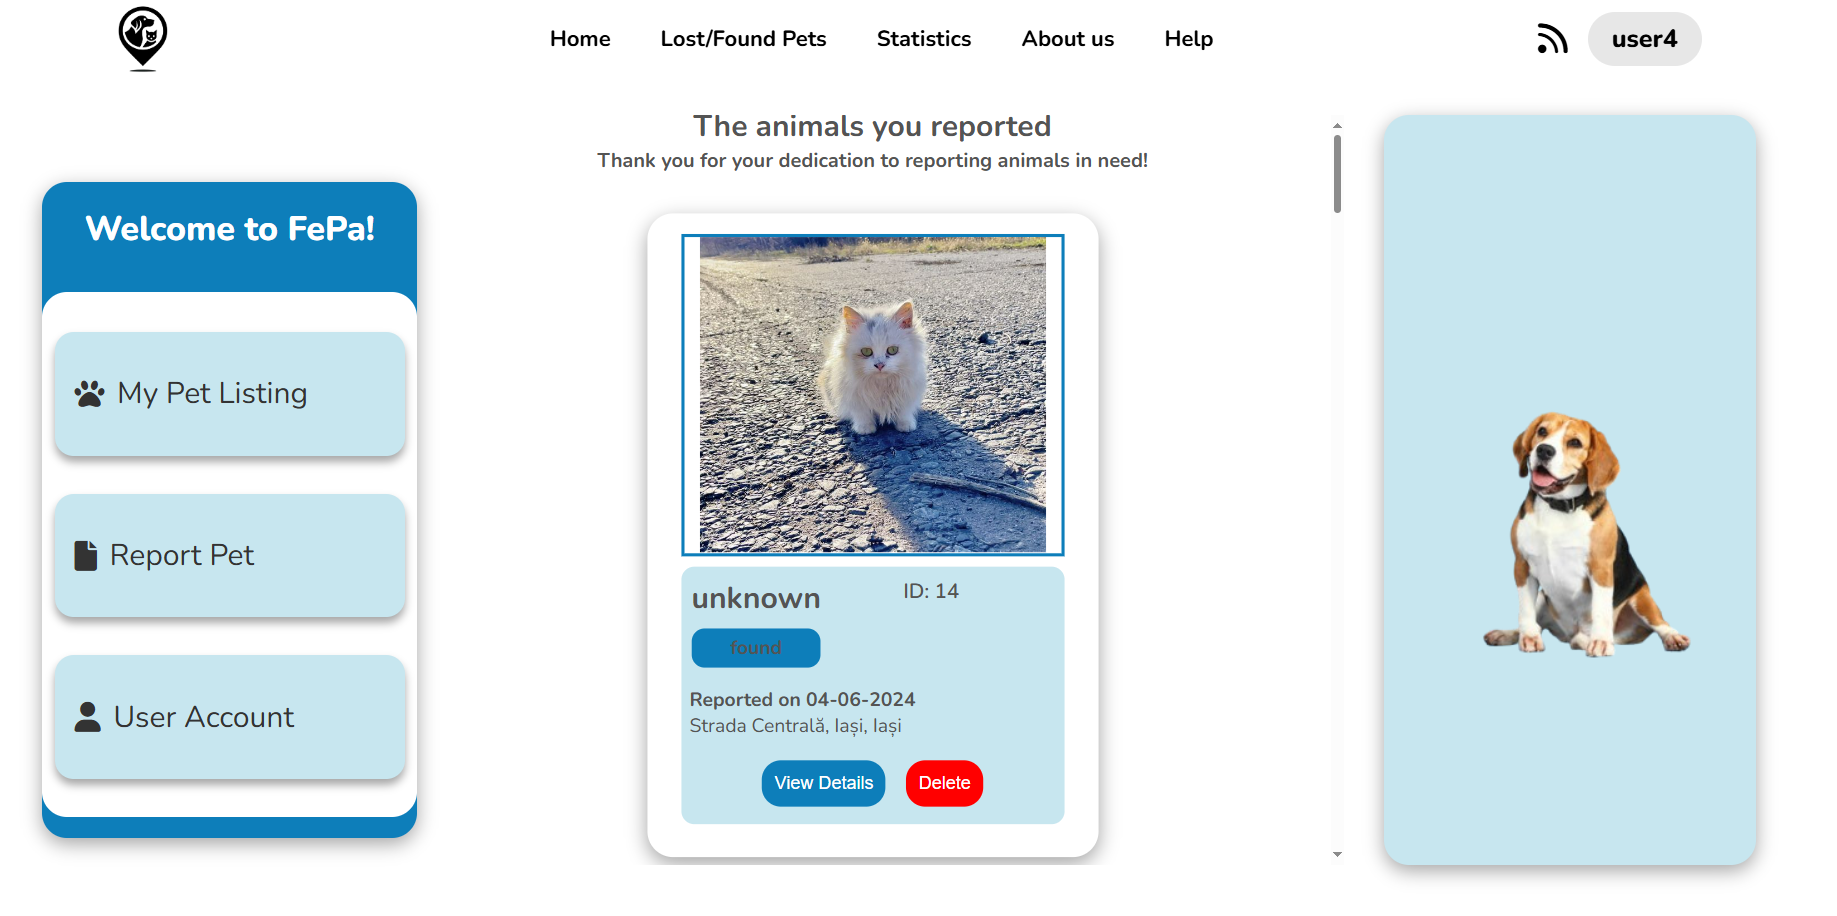 Home
Lost/Found Pets
Statistics
About us
Help
user4
Welcome to FePa!
My Pet Listing
Report Pet
User Account
The animals you reported
Thank you for your dedication to reporting animals in need!
unknown
ID: 14
found
Reported on 04-06-2024
Strada Centrală, Iași, Iași
View Details
Delete